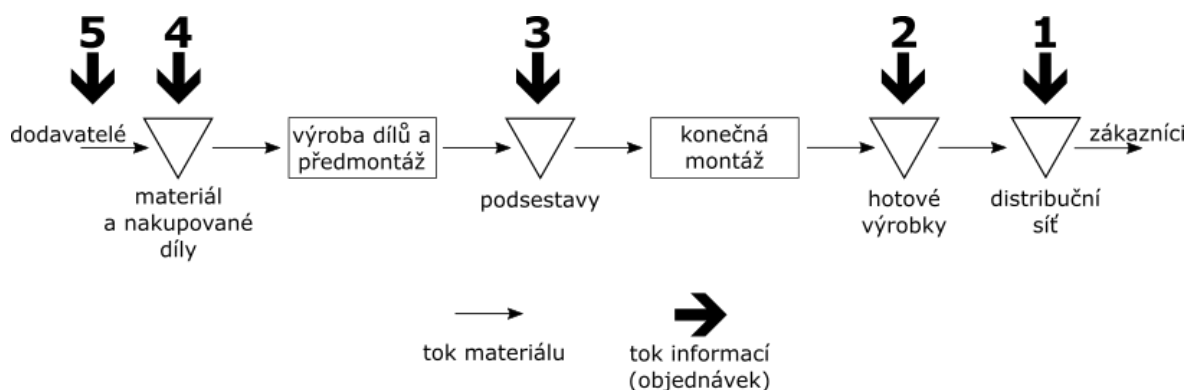 5 4 3 2 1
dodavatelé
zákazníci
výroba dílů a
předmontáž
konečná
montáž
materiál
a nakupované
díly
podsestavy
hotové
výrobky
distribuční
síť
tok materiálu
tok informací
(objednávek)